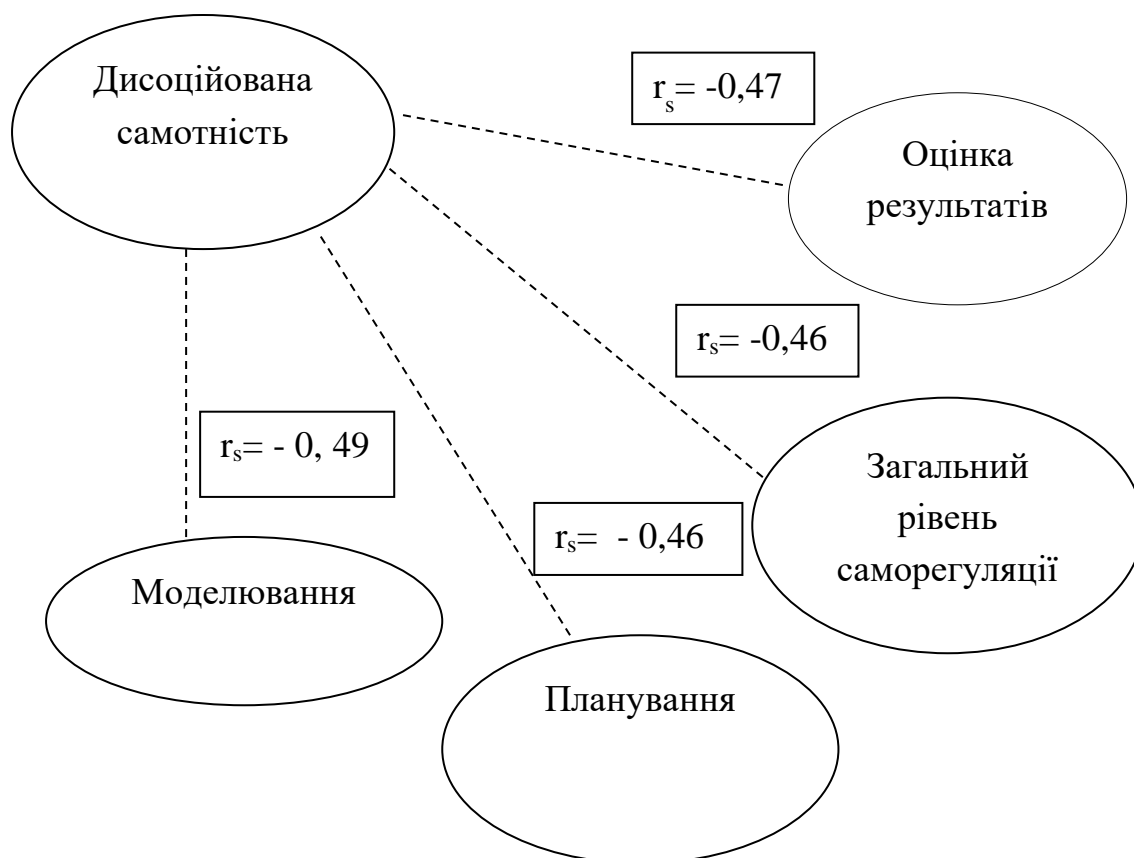 Дисоційована
самотність
rs= -0,47
Оцінка
результатів
rs= -0,46
rs= - 0, 49
Загальний
рівень
саморегуляції
rs=  - 0,46
Моделювання
Планування